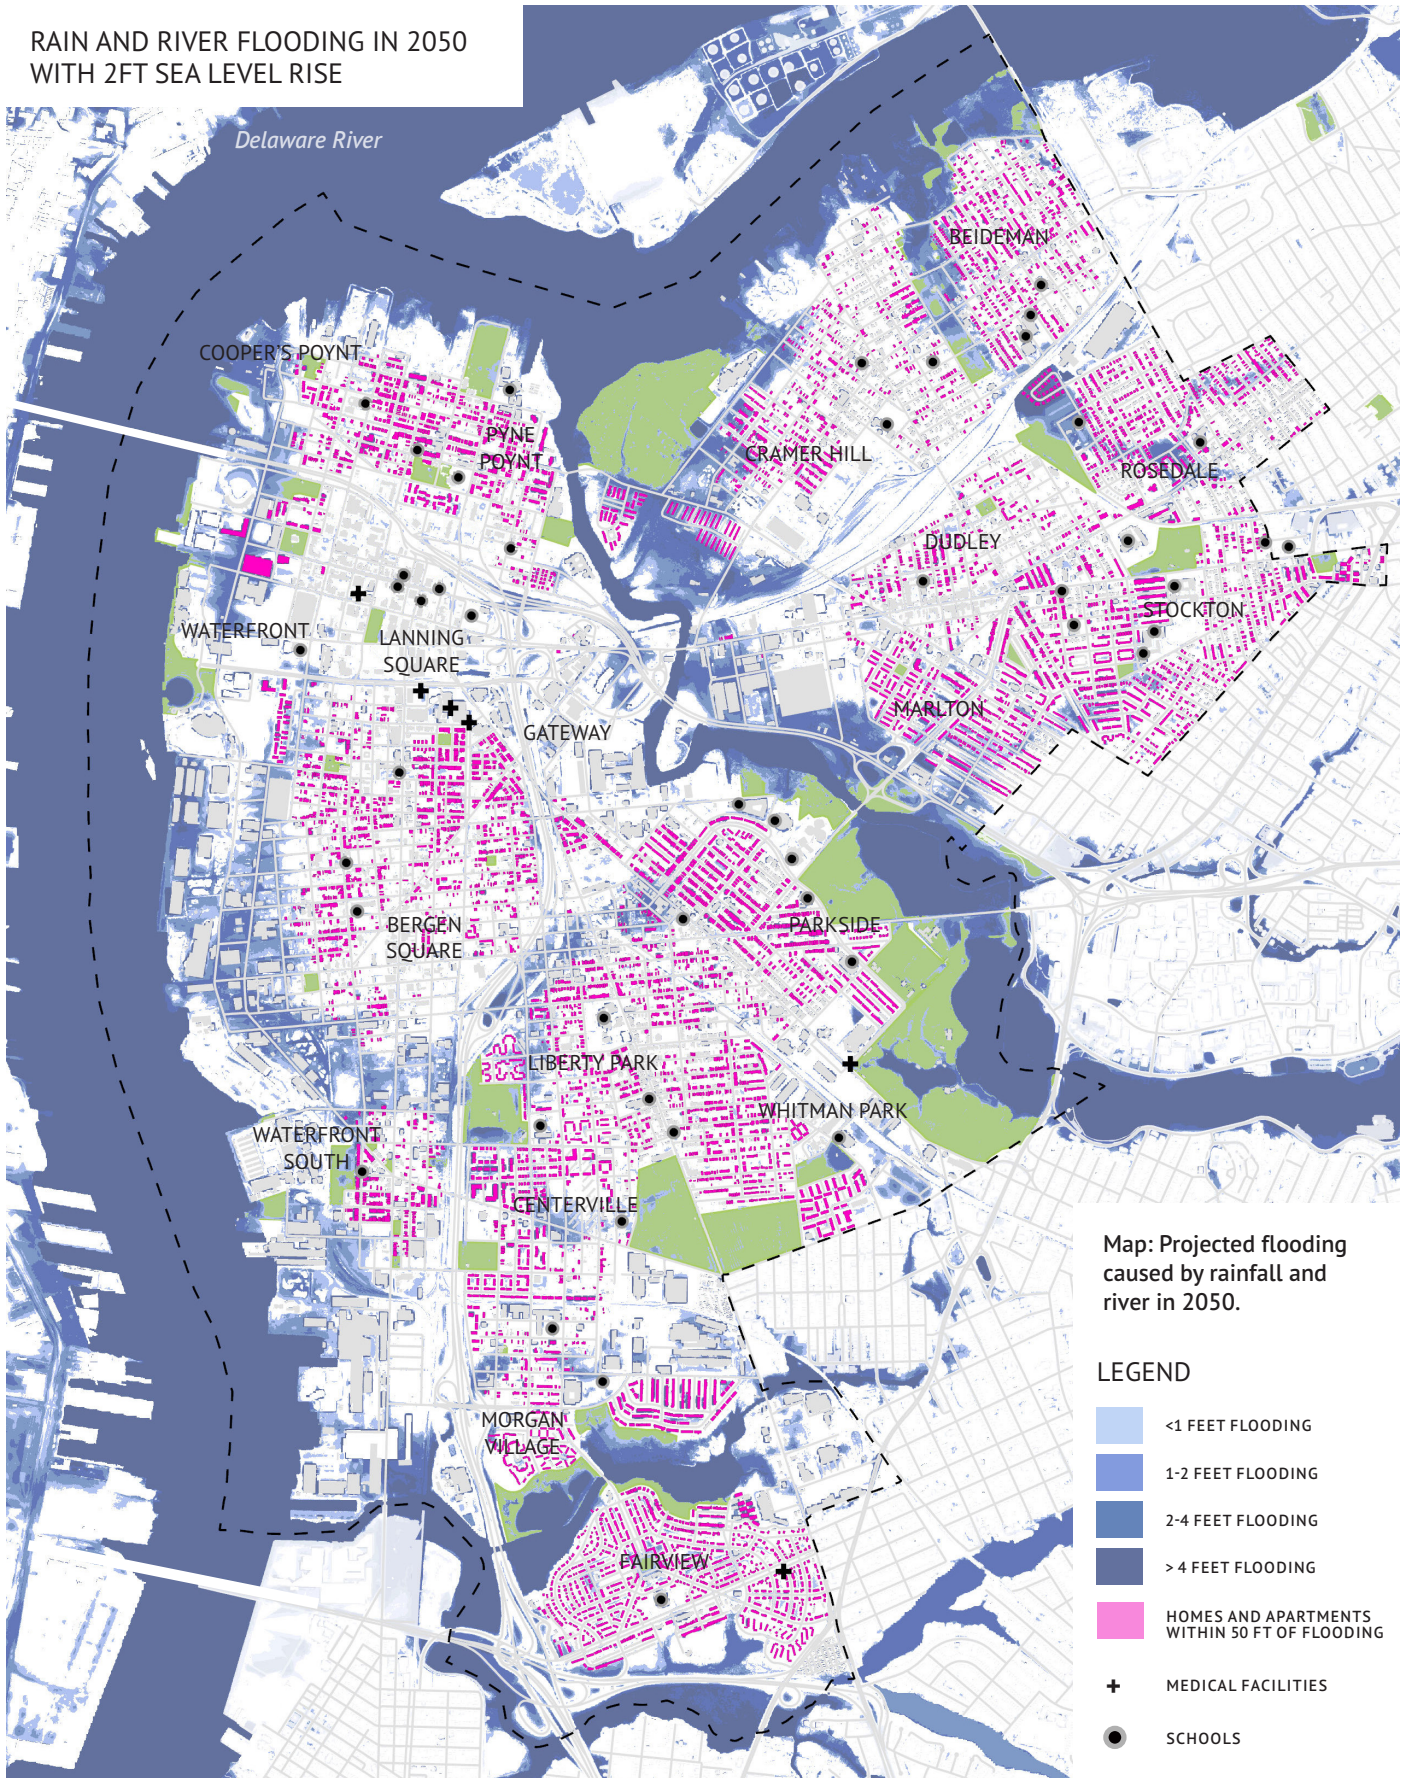 RAIN AND RIVER FLOODING IN 2050
WITH 2FT SEA LEVEL RISE
Delaware River
BEIDEMAN
COOPER'S POYNT
PYNE
POYNT
CRAMER HILL
ROSEDALE
DUDLEY
STOCKTON
WATERFRONT
LANNING
SQUARE
MARLTON
GATEWAY
BERGEN
SQUARE
PARKSIDE
LIBERTY PARK
WHITMAN PARK
WATERFRONT
SOUTH
CENTERVILLE
MORGAN
VILLAGE
FAIRVIEW
Map: Projected flooding
caused by rainfall and
river in 2050.
LEGEND
<1 FEET FLOODING
1-2 FEET FLOODING
2-4 FEET FLOODING
> 4 FEET FLOODING
HOMES AND APARTMENTS
WITHIN 50 FT OF FLOODING
MEDICAL FACILITIES
SCHOOLS